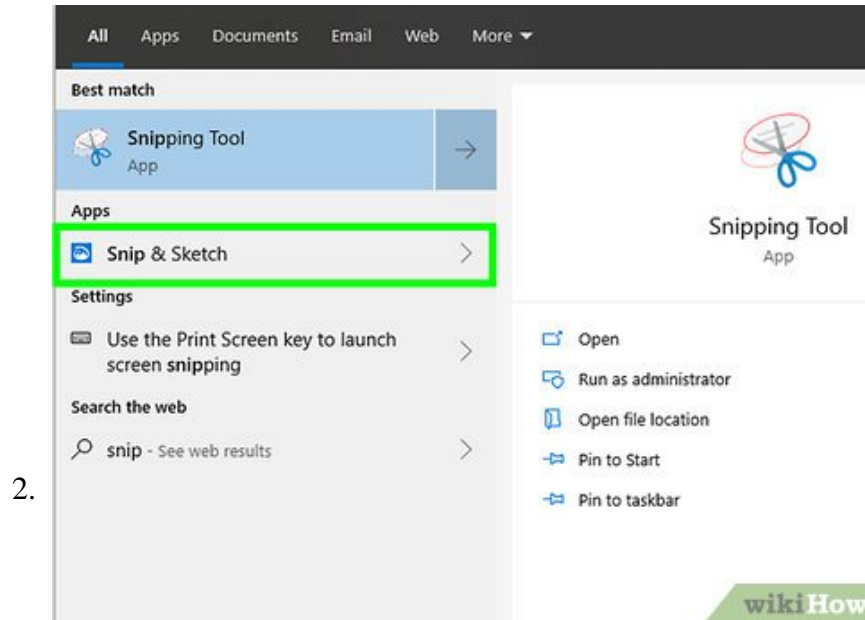 All Apps Documents Email Web More
Best match
Snipping Tool
App
Apps
Snip & Sketch
Settings
Use the Print Screen key to launch
screen snipping
Search the web
snip - See web results
2.
Snipping Tool
App
Open
Run as administrator
Open file location
Pin to Start
Pin to taskbar
wikiHow